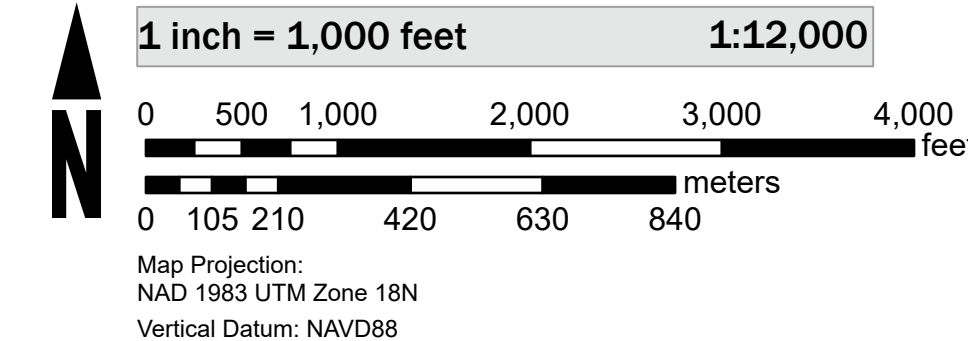 1 inch = 1,000 feet 1:12,000
0 500 1,000 2,000 3,000 4,000
feet
meters
0 105 210 420 630 840
N
Map Projection:
NAD 1983 UTM Zone 18N
Vertical Datum: NAVD88